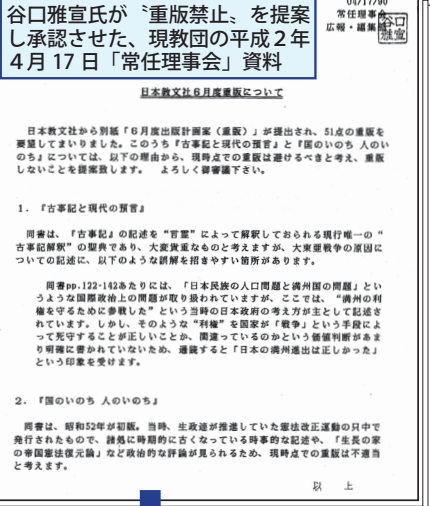 谷口雅宣氏が〝重版禁止〟を提案
し承認させた、現教団の平成２年
４月 17 日「常任理事会」資料
04/17/90
常任理事会
広報・編集部
谷口雅宣
日本教文社６月度重版について
日本教文社から別紙「６月度出版計画案（重版）」が提出され、51点の重版を
要望してまいりました。このうち『古事記と現代の預言』と『国のいのち 人のい
のち』については、以下の理由から、現時点での重版は避けるべきと考え、重版
しないことを提案致します。 よろしく御審議下さい。
１．『古事記と現代の預言』
同書は、『古事記』の記述を“言霊”によって解釈しておられる現行唯一の“
古事記解釈”の聖典であり、大変貴重なものと考えますが、大東亜戦争の原因に
ついての記述に、以下のような誤解を招きやすい箇所があります。
同書pp.122-142あたりには、「日本民族の人口問題と満州国の問題」とい
うような国際政治上の問題が取り扱われていますが、ここでは、“満州の利
権を守るために参戦した”という当時の日本政府の考え方が主として記述さ
れています。しかし、そのような“利権”を国家が「戦争」という手段によ
って死守することが正しいことか、間違っているのかという価値判断があま
り明確に書かれていないため、通読すると「日本の満州進出は正しかった」
という印象を受けます。
２．『国のいのち 人のいのち』
同書は、昭和52年が初版。当時、生政連が推進していた憲法改正運動の只中で
発行されたもので、諸処に時期的に古くなっている時事的な記述や、「生長の家
の帝国憲法復元論」など政治的な評論が見られるため、現時点での重版は不適当
と考えます。
以 上